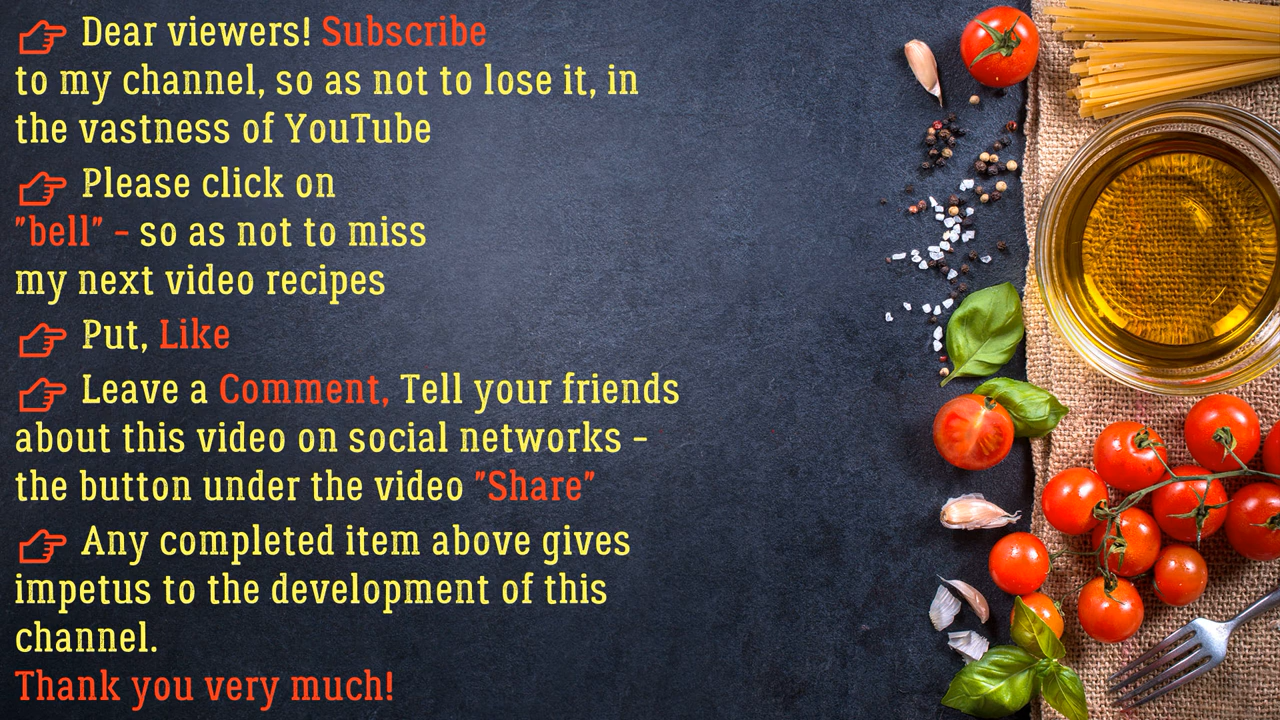 Dear viewers! Subscribe
to my channel, so as not to lose it, in
the vastness of YouTube
Please click on
"bell" - so as not to miss
my next video recipes
Put, Like
Leave a Comment, Tell your friends
about this video on social networks -
the button under the video "Share"
Any completed item above gives
impetus to the development of this
channel.
Thank you very much!